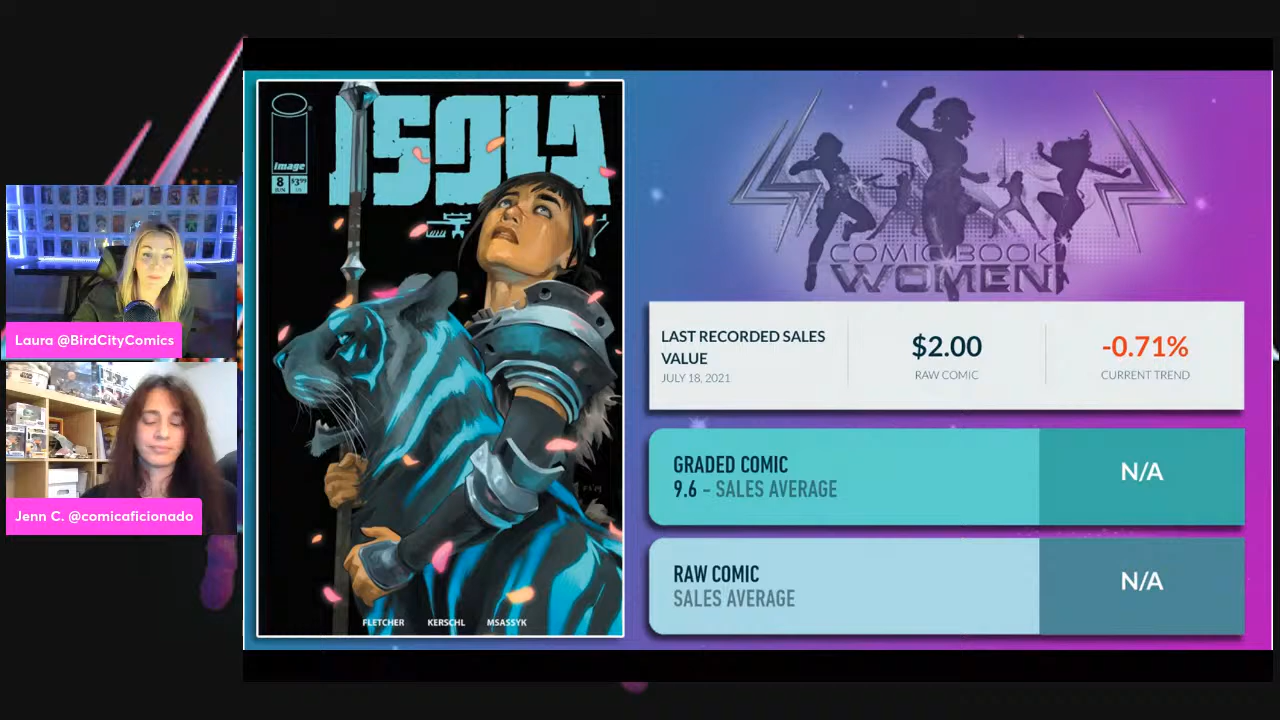 ISOLA
image
8
$3.99
FLETCHER KERSCHL MSASSYK
COMIC BOOK
WOMEN
LAST RECORDED SALES
VALUE
JULY 18, 2021
$2.00
RAW COMIC
-0.71%
CURRENT TREND
GRADED COMIC
9.6 - SALES AVERAGE
N/A
RAW COMIC
SALES AVERAGE
N/A
Laura @BirdCityComics
Jenn C. @comicaficionado